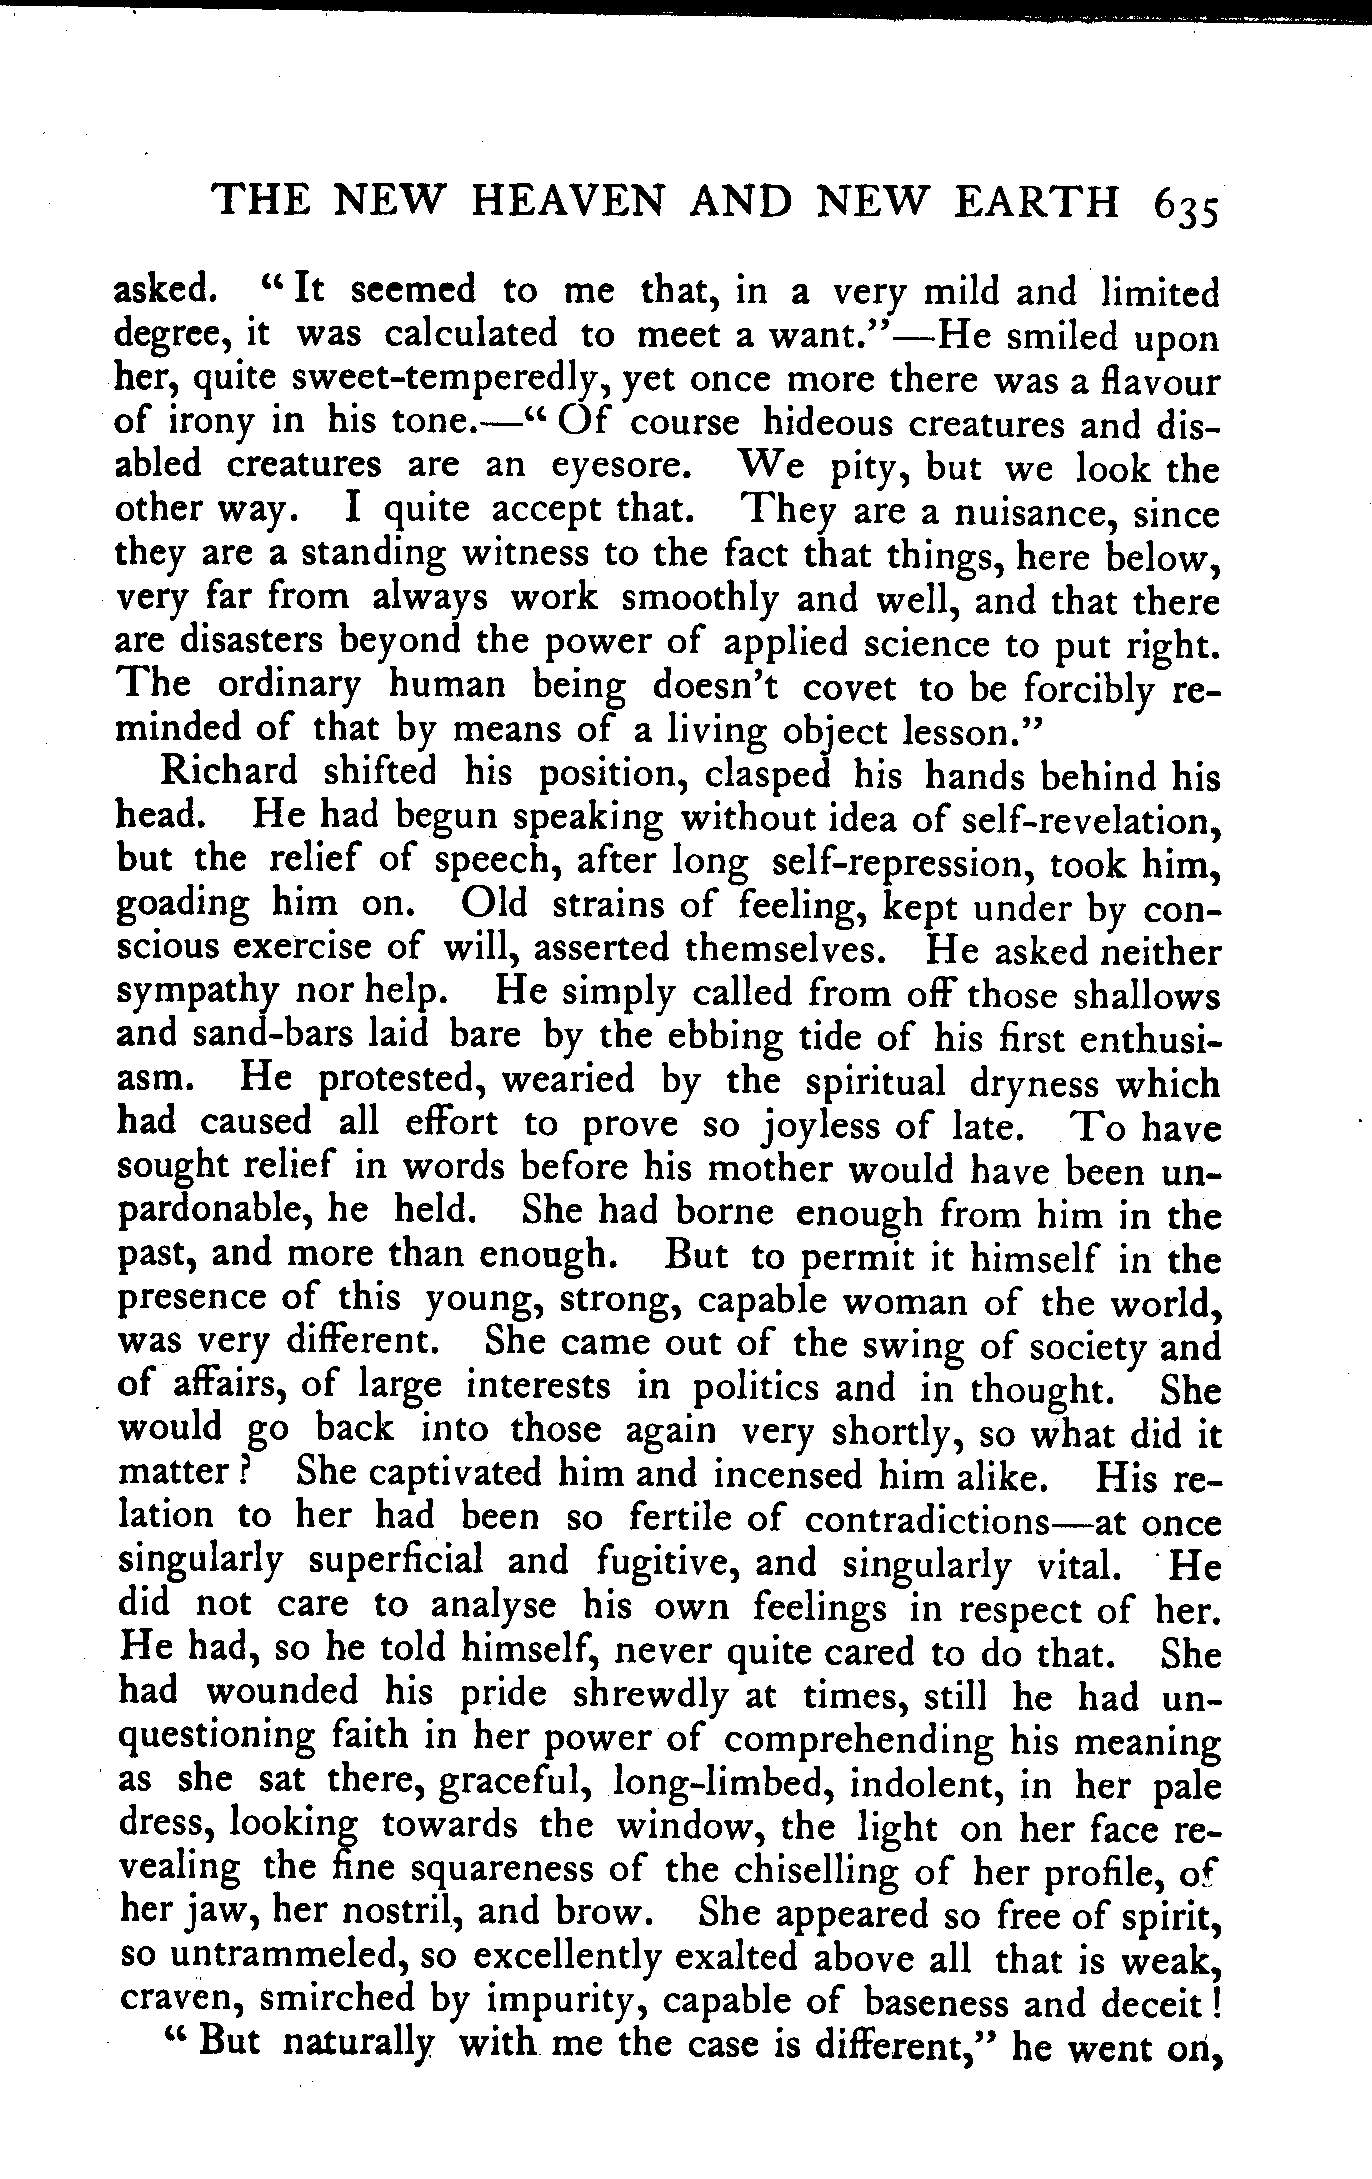 THE NEW HEAVEN AND NEW EARTH 635
asked. "It seemed to me that, in a very mild and limited
degree, it was calculated to meet a want."—He smiled upon
her, quite sweet-temperedly, yet once more there was a flavour
of irony in his tone.—"Of course hideous creatures and dis-
abled creatures are an eyesore. We pity, but we look the
other way. I quite accept that. They are a nuisance, since
they are a standing witness to the fact that things, here below,
very far from always work smoothly and well, and that there
are disasters beyond the power of applied science to put right.
The ordinary human being doesn't covet to be forcibly re-
minded of that by means of a living object lesson."
Richard shifted his position, clasped his hands behind his
head. He had begun speaking without idea of self-revelation,
but the relief of speech, after long self-repression, took him,
goading him on. Old strains of feeling, kept under by con-
scious exercise of will, asserted themselves. He asked neither
sympathy nor help. He simply called from off those shallows
and sand-bars laid bare by the ebbing tide of his first enthusi-
asm. He protested, wearied by the spiritual dryness which
had caused all effort to prove so joyless of late. To have
sought relief in words before his mother would have been un-
pardonable, he held. She had borne enough from him in the
past, and more than enough. But to permit it himself in the
presence of this young, strong, capable woman of the world,
was very different. She came out of the swing of society and
of affairs, of large interests in politics and in thought. She
would go back into those again very shortly, so what did it
matter? She captivated him and incensed him alike. His re-
lation to her had been so fertile of contradictions—at once
singularly superficial and fugitive, and singularly vital. He
did not care to analyse his own feelings in respect of her.
He had, so he told himself, never quite cared to do that. She
had wounded his pride shrewdly at times, still he had un-
questioning faith in her power of comprehending his meaning
as she sat there, graceful, long-limbed, indolent, in her pale
dress, looking towards the window, the light on her face re-
vealing the fine squareness of the chiselling of her profile, of
her jaw, her nostril, and brow. She appeared so free of spirit,
so untrammeled, so excellently exalted above all that is weak,
craven, smirched by impurity, capable of baseness and deceit!
"But naturally with me the case is different," he went on,